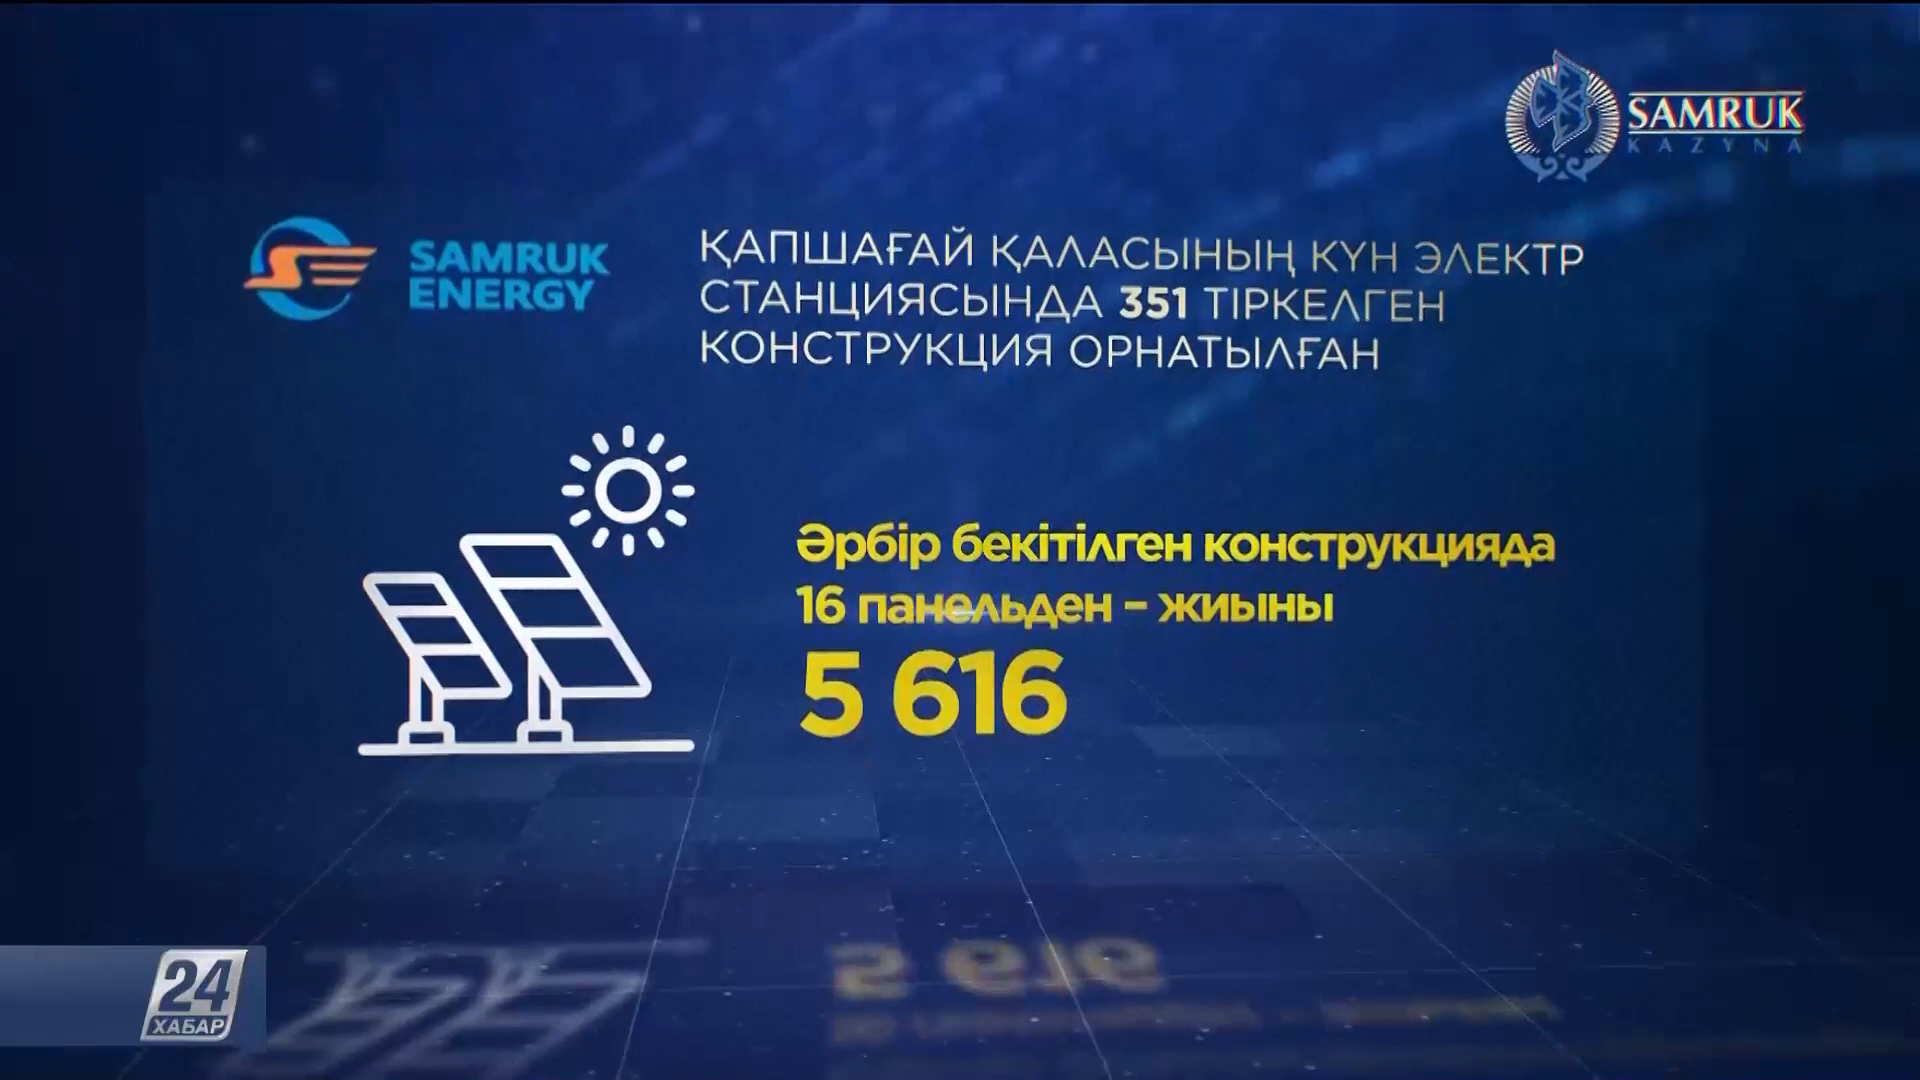 SAMRUK
KAZYNA
SAMRUK
ENERGY
ҚАПШАҒАЙ ҚАЛАСЫНЫҢ КҮН ЭЛЕКТР
СТАНЦИЯСЫНДА 351 ТІРКЕЛГЕН
КОНСТРУКЦИЯ ОРНАТЫЛҒАН
Әрбір бекітілген конструкцияда
16 панельден – жиыны
5 616
24
ХАБАР